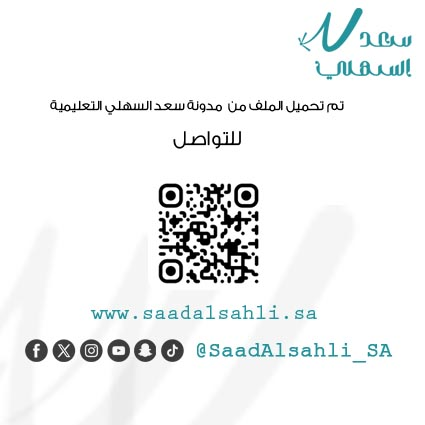 سعد
السهلي
تم تحميل الملف من مدونة سعد السهلي التعليمية
للتواصل
www.saadalsahli.sa
@SaadAlsahli_SA